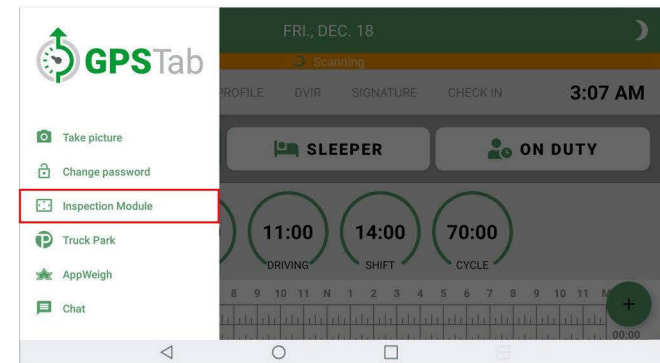 GPSTab
FRI., DEC. 18
Scanning
PROFILE DVIR SIGNATURE CHECK IN 3:07 AM
Take picture
Change password
Inspection Module
Truck Park
AppWeigh
Chat
SLEEPER
ON DUTY
11:00
DRIVING
14:00
SHIFT
70:00
CYCLE
8 9 10 11 N 1 2 3 4 5 6 7 8 9 10 11 M
+
00:00